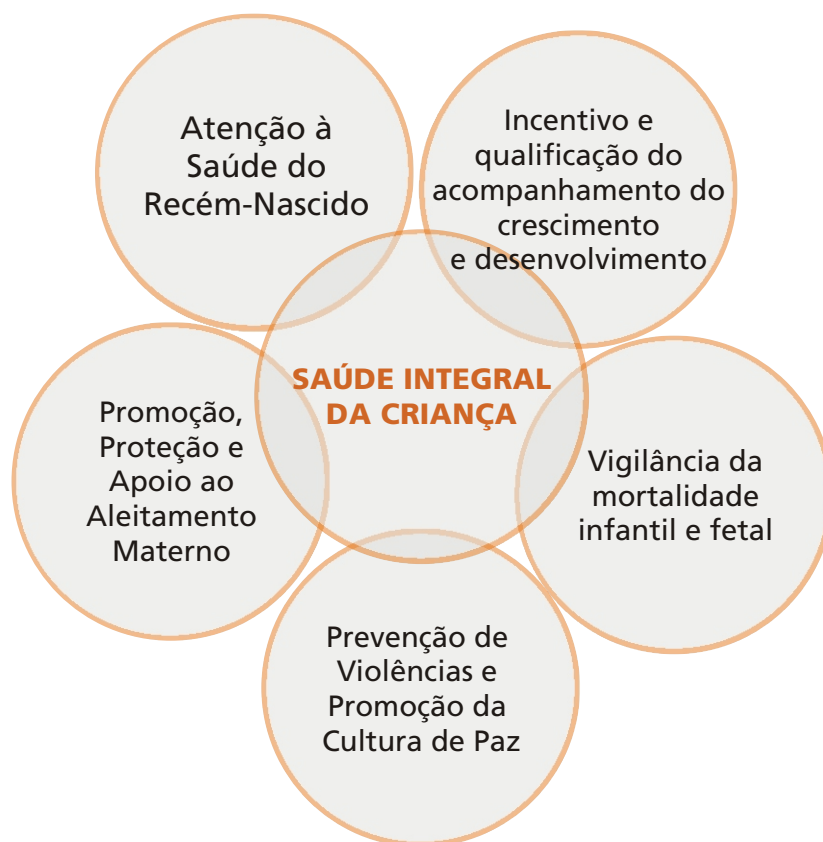 Atenção à
Saúde do
Recém-Nascido
Incentivo e
qualificação do
acompanhamento do
crescimento
e desenvolvimento
SAÚDE INTEGRAL
DA CRIANÇA
Promoção,
Proteção e
Apoio ao
Aleitamento
Materno
Vigilância da
mortalidade
infantil e fetal
Prevenção de
Violências e
Promoção da
Cultura de Paz